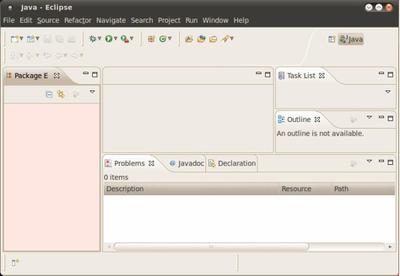 Java - Eclipse
File Edit Source Refactor Navigate Search Project Run Window Help
Java
Package E
Task List
Outline
An outline is not available.
Problems Javadoc Declaration
0 items
Description Resource Path